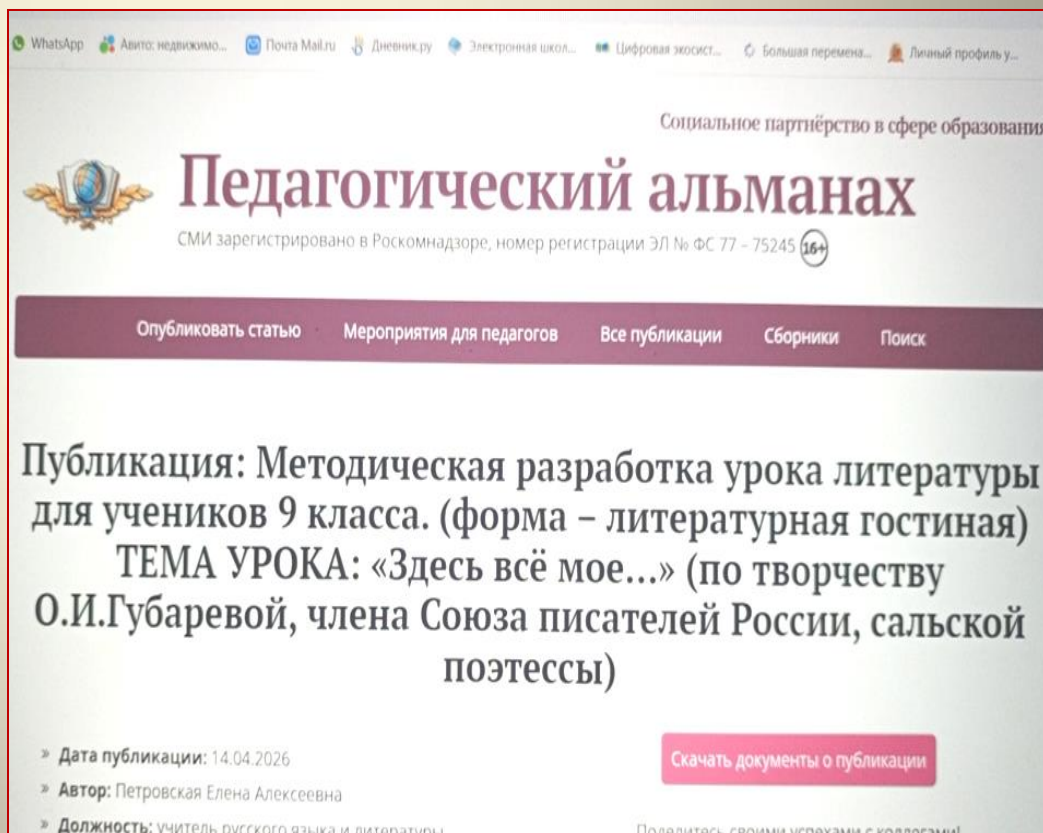 WhatsApp Авито: недвижимо... Почта Mail.ru Дневник.ру Электронная школ... Цифровая экосист... Большая перемена... Личный профиль у...
Социальное партнёрство в сфере образования
Педагогический альманах
СМИ зарегистрировано в Роскомнадзоре, номер регистрации ЭЛ № ФС 77 - 75245 16+
Опубликовать статью Мероприятия для педагогов Все публикации Сборники Поиск
Публикация: Методическая разработка урока литературы
для учеников 9 класса. (форма – литературная гостиная)
ТЕМА УРОКА: «Здесь всё мое...» (по творчеству
О.И.Губаревой, члена Союза писателей России, сальской
поэтессы)
» Дата публикации: 14.04.2026
Скачать документы о публикации
» Автор: Петровская Елена Алексеевна
» Должность: учитель русского языка и литературы
Поделитесь своими успехами с коллегами!